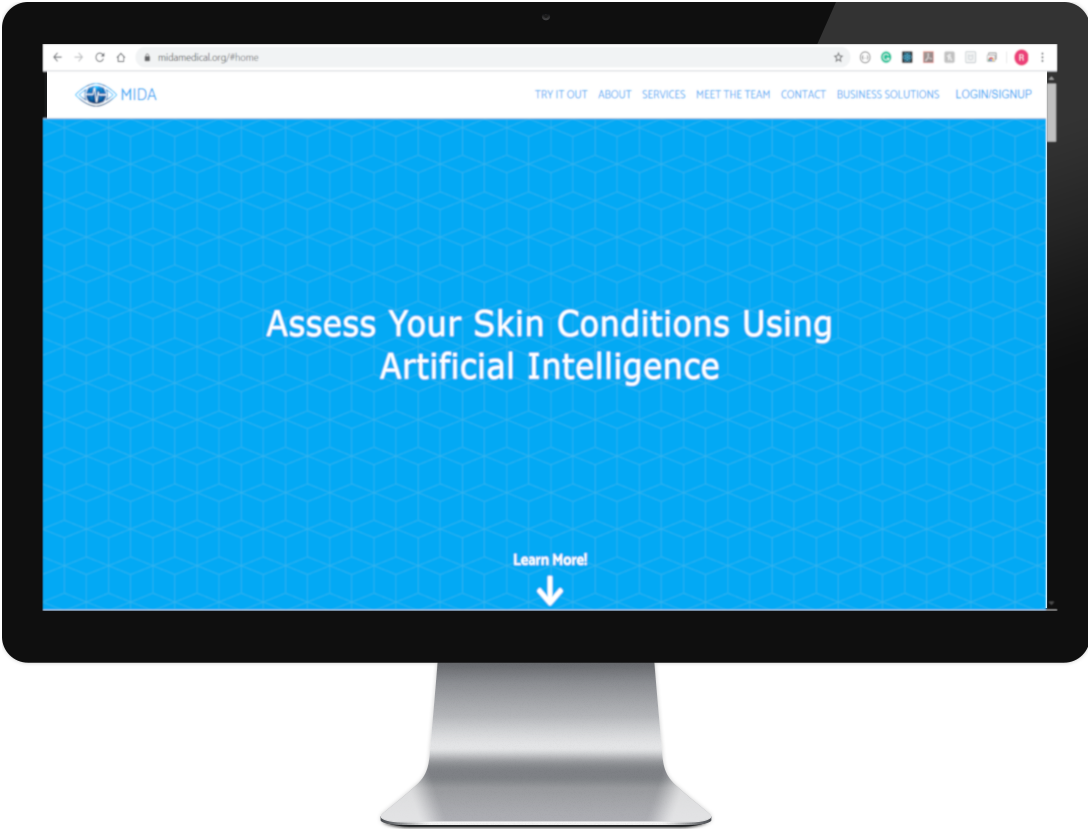 midamedical.org/#home
R
MIDA
TRY IT OUT ABOUT SERVICES MEET THE TEAM CONTACT BUSINESS SOLUTIONS LOGIN/SIGNUP
Assess Your Skin Conditions Using
Artificial Intelligence
Learn More!